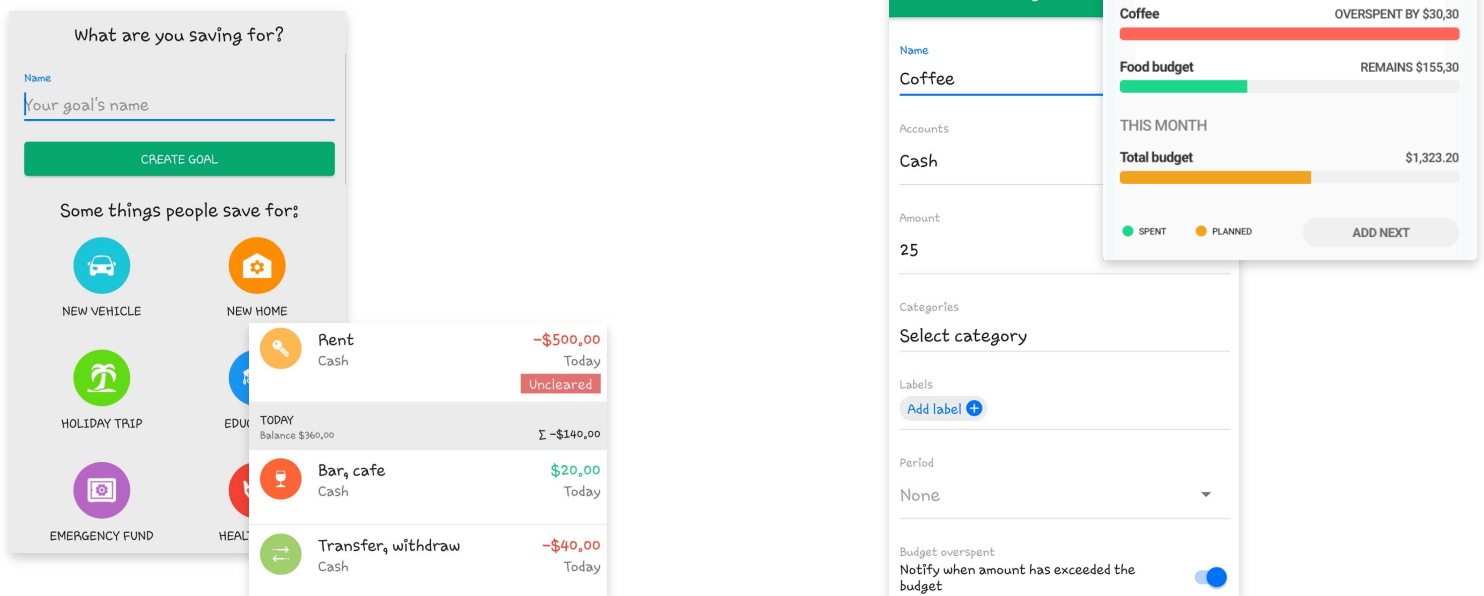 What are you saving for?
Name
Your goal's name
CREATE GOAL
Some things people save for:
NEW VEHICLE
NEW HOME
HOLIDAY TRIP
EDUC
EMERGENCY FUND
HEAL
Rent
-$500,00
Cash
Today
Uncleared
TODAY
Balance $360,00
Σ -$140,00
Bar, cafe
$20,00
Cash
Today
Transfer, withdraw
-$40,00
Cash
Today
Name
Coffee
Accounts
Cash
Amount
25
Categories
Select category
Labels
Add label
Period
None
Budget overspent
Notify when amount has exceeded the
budget
Coffee
OVERSPENT BY $30,30
Food budget
REMAINS $155,30
THIS MONTH
Total budget
$1,323.20
SPENT
PLANNED
ADD NEXT